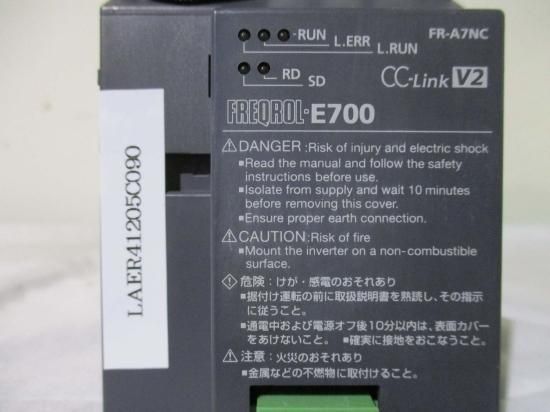 RUN
L.ERR
L.RUN
FR-A7NC
RD
SD
CC-Link V2
FREQROL-E700
⚠DANGER :Risk of injury and electric shock
■Read the manual and follow the safety
instructions before use.
■Isolate from supply and wait 10 minutes
before removing this cover.
■Ensure proper earth connection.
⚠CAUTION :Risk of fire
■Mount the inverter on a non-combustible
surface.
危険：けが・感電のおそれあり
■据付け運転の前に取扱説明書を熟読し、その指示
に従うこと。
■通電中および電源オフ後10分以内は、表面カバー
をあけないこと。 ■確実に接地をおこなうこと。
⚠注意：火災のおそれあり
■金属などの不燃物に取付けること。
LAER41205C090